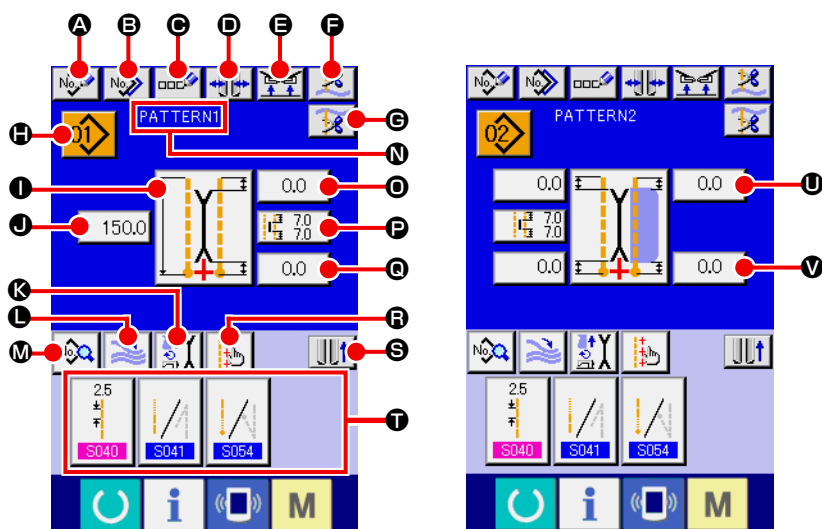 A B C D E F
No. No.
G
H 01 PATTERN1
N
I 0.0 O
J 150.0 7.0 P
7.0
0.0 Q
K
L R
M No. S
2.5
S040 S041 S054 T
i M
No. No.
02 PATTERN2
0.0 0.0 U
7.0
7.0
0.0 0.0 V
No.
2.5
S040 S041 S054
i M